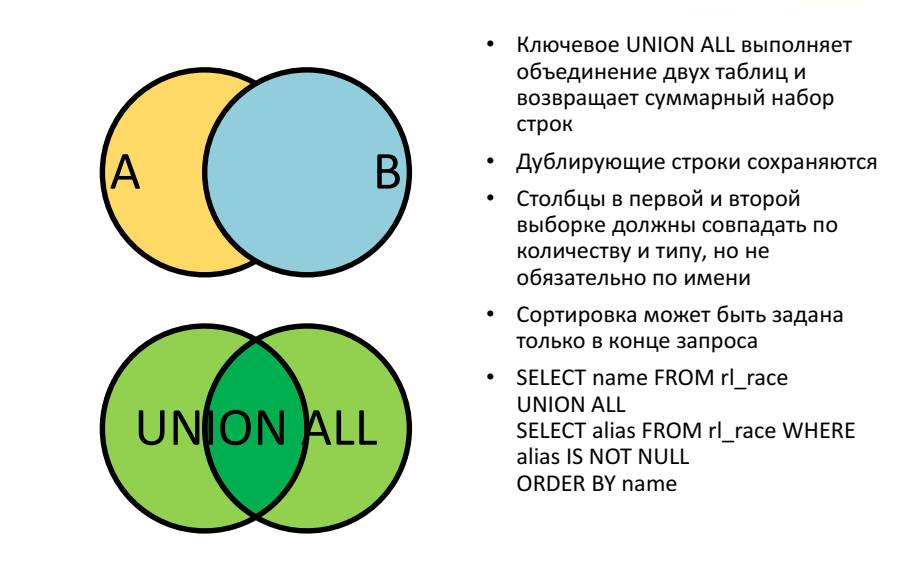 A
B
UNION ALL
• Ключевое UNION ALL выполняет
объединение двух таблиц и
возвращает суммарный набор
строк
• Дублирующие строки сохраняются
• Столбцы в первой и второй
выборке должны совпадать по
количеству и типу, но не
обязательно по имени
• Сортировка может быть задана
только в конце запроса
• SELECT name FROM rl_race
UNION ALL
SELECT alias FROM rl_race WHERE
alias IS NOT NULL
ORDER BY name